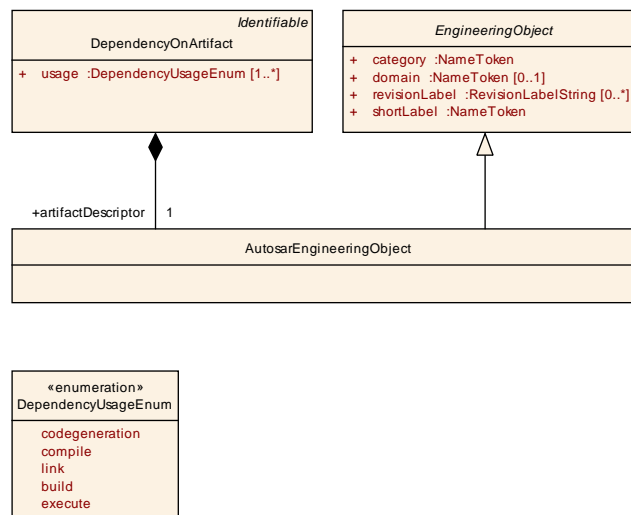 Identifiable
DependencyOnArtifact
+ usage :DependencyUsageEnum [1..*]
EngineeringObject
+ category :NameToken
+ domain :NameToken [0..1]
+ revisionLabel :RevisionLabelString [0..*]
+ shortLabel :NameToken
+artifactDescriptor 1
AutosarEngineeringObject
«enumeration»
DependencyUsageEnum
codegeneration
compile
link
build
execute